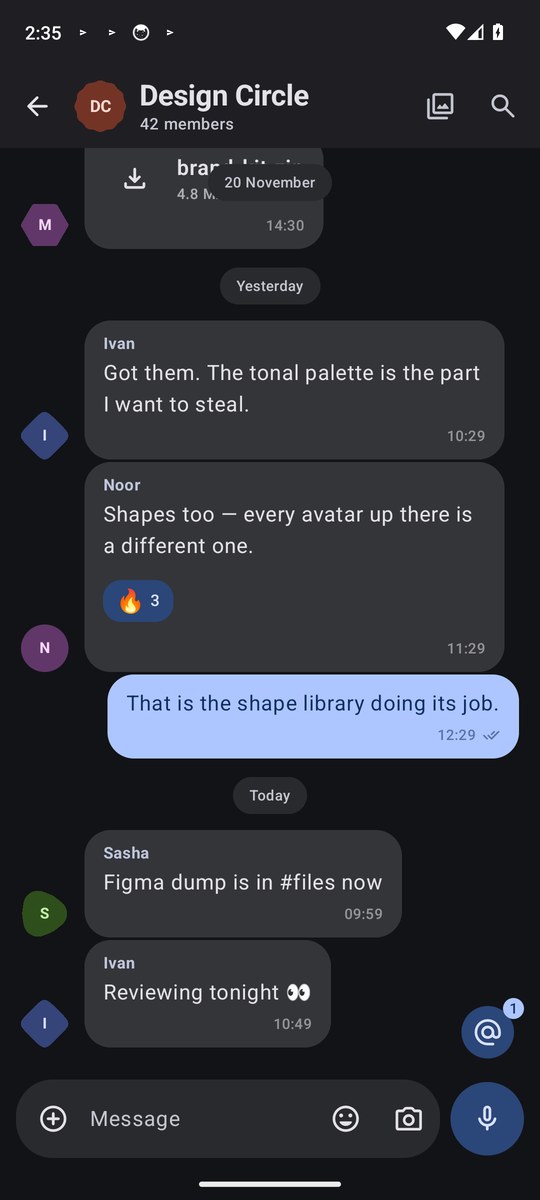 2:35
DC
Design Circle
42 members
20 November
4.8 M
14:30
M
Yesterday
Ivan
Got them. The tonal palette is the part
I want to steal.
10:29
I
Noor
Shapes too — every avatar up there is
a different one.
🔥 3
11:29
N
That is the shape library doing its job.
12:29
Today
Sasha
Figma dump is in #files now
09:59
S
Ivan
Reviewing tonight 👀
10:49
I
1
@
Message